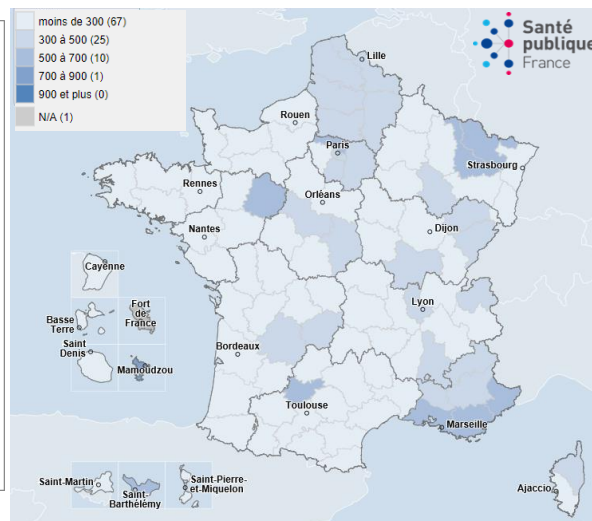 moins de 300 (67)
300 à 500 (25)
500 à 700 (10)
700 à 900 (1)
900 et plus (0)
N/A (1)
Santé
publique
France
Lille
Rouen
Paris
Strasbourg
Rennes
Orléans
Nantes
Dijon
Cayenne
Basse
Terre
Fort
de
France
Saint
Denis
Mamoudzou
Lyon
Bordeaux
Toulouse
Marseille
Saint-Martin
Saint-
Barthélémy
Saint-Pierre-
et-Miquelon
Ajaccio